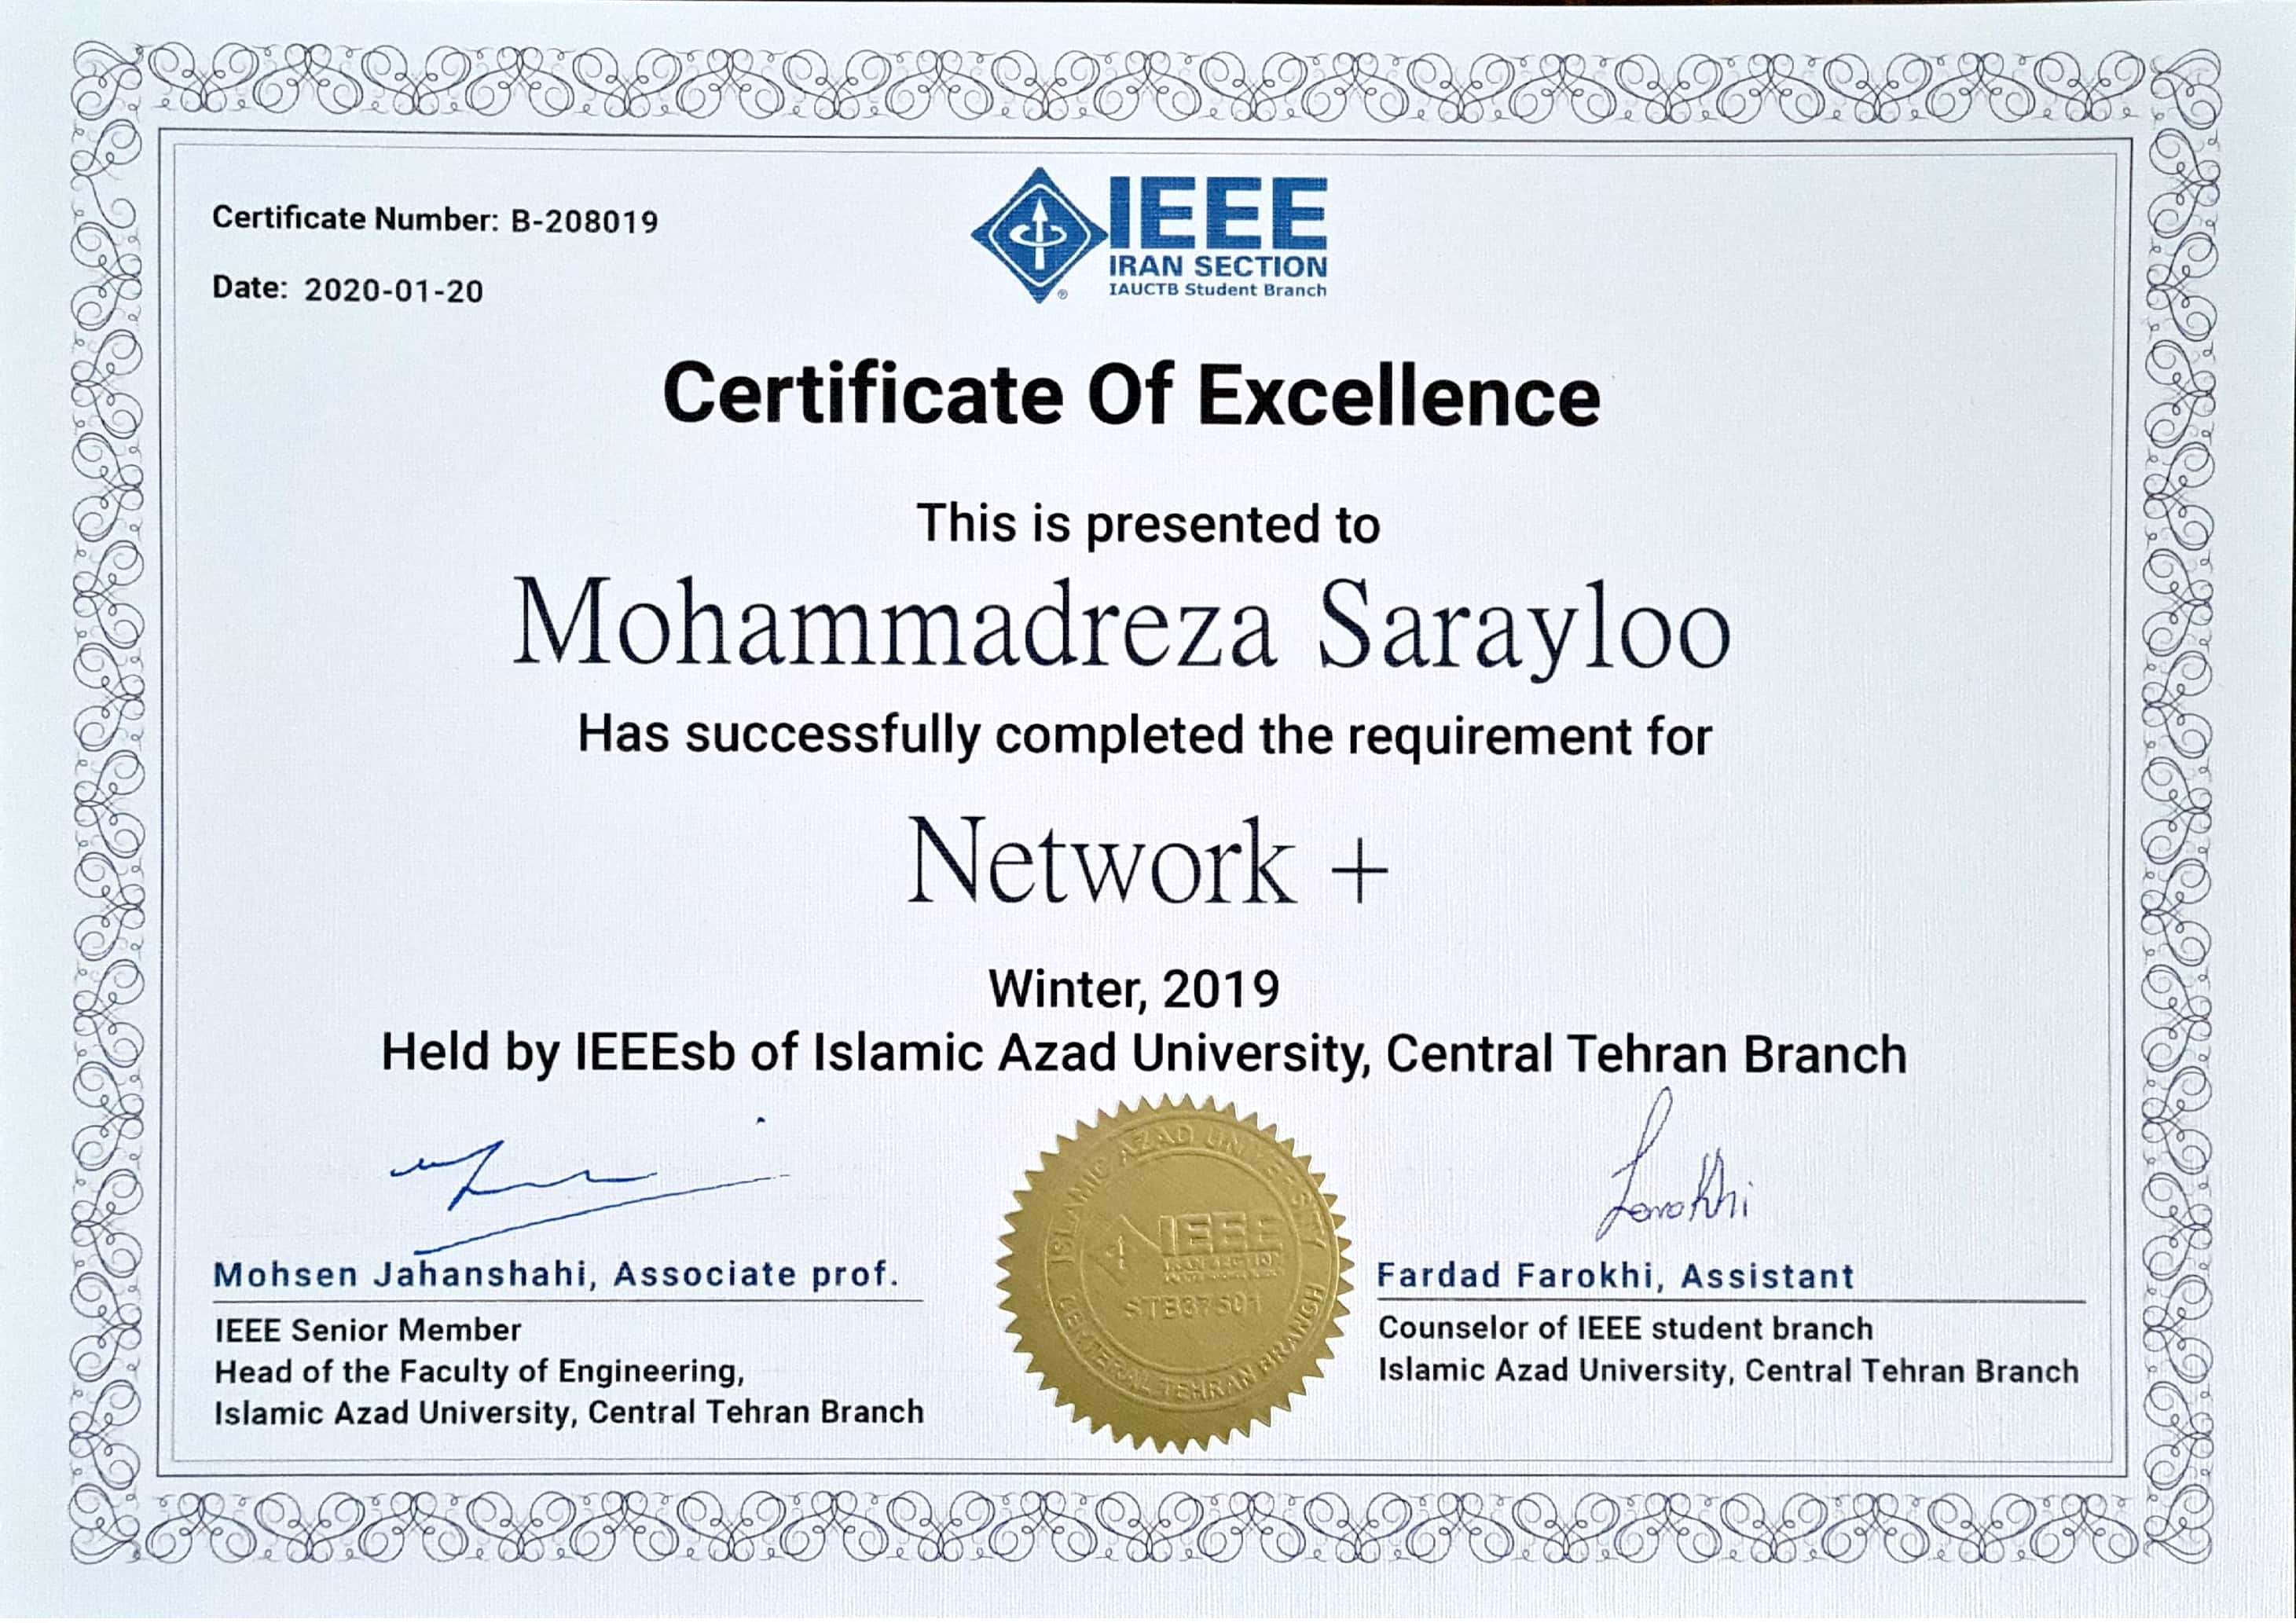 Certificate Number: B-208019
Date: 2020-01-20
IEEE
IRAN SECTION
IAUCTB Student Branch
®
Certificate Of Excellence
This is presented to
Mohammadreza Sarayloo
Has successfully completed the requirement for
Network +
Winter, 2019
Held by IEEEsb of Islamic Azad University, Central Tehran Branch
Farokhi
Mohsen Jahanshahi, Associate prof.
IEEE Senior Member
Head of the Faculty of Engineering,
Islamic Azad University, Central Tehran Branch
ISLAMIC AZAD UNIVERSITY
IEEE
IRAN SECTION
STB37501
CENTERAL TEHRAN BRANCH
Fardad Farokhi, Assistant
Counselor of IEEE student branch
Islamic Azad University, Central Tehran Branch